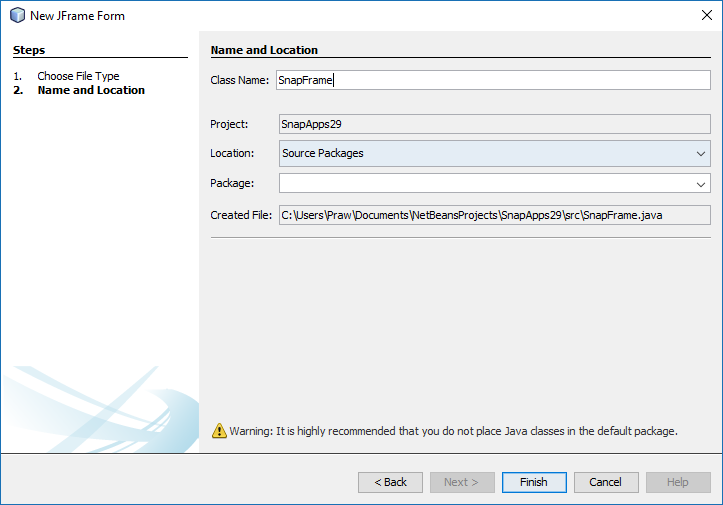 New JFrame Form
Steps
1. Choose File Type
2. Name and Location
Name and Location
Class Name: SnapFrame
Project: SnapApps29
Location: Source Packages
Package:
Created File: C:\Users\Praw\Documents\NetBeansProjects\SnapApps29\src\SnapFrame.java
Warning: It is highly recommended that you do not place Java classes in the default package.
< Back Next > Finish Cancel Help